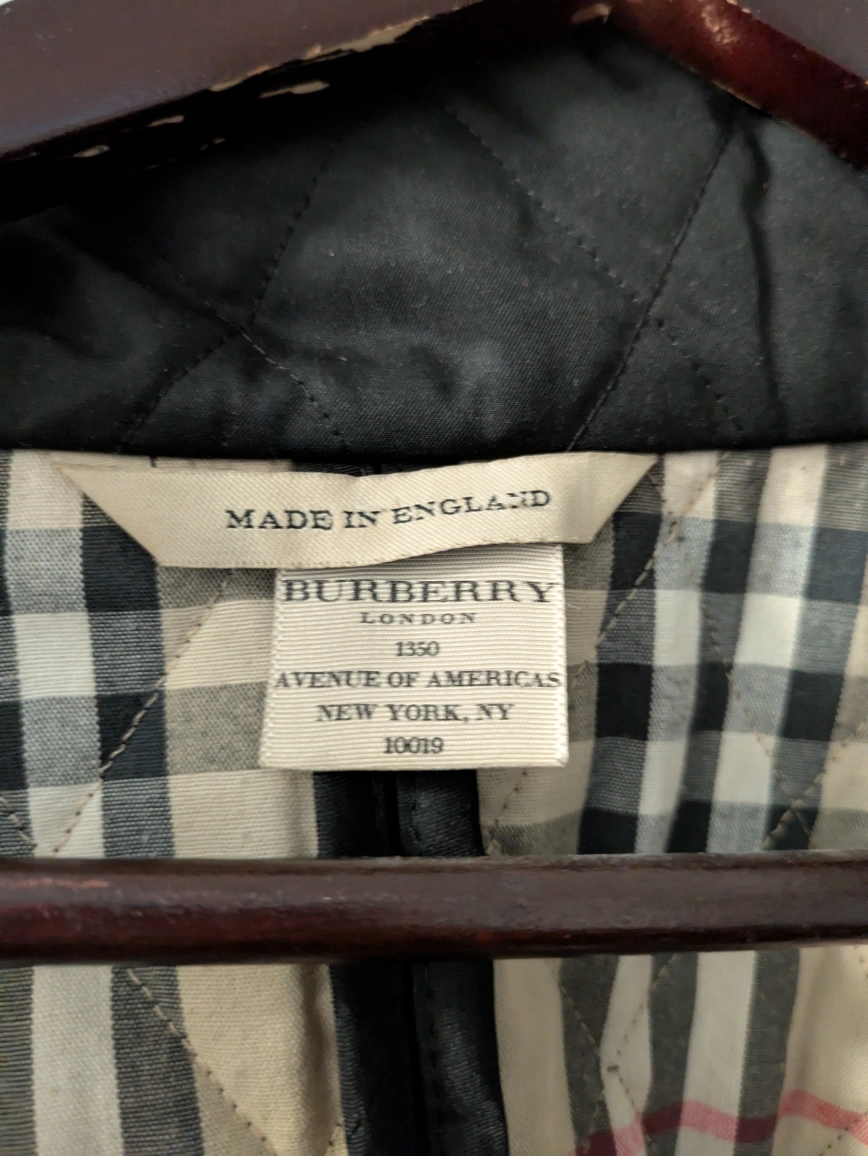 MADE IN ENGLAND
BURBERRY
LONDON
1350
AVENUE OF AMERICAS
NEW YORK, NY
10019